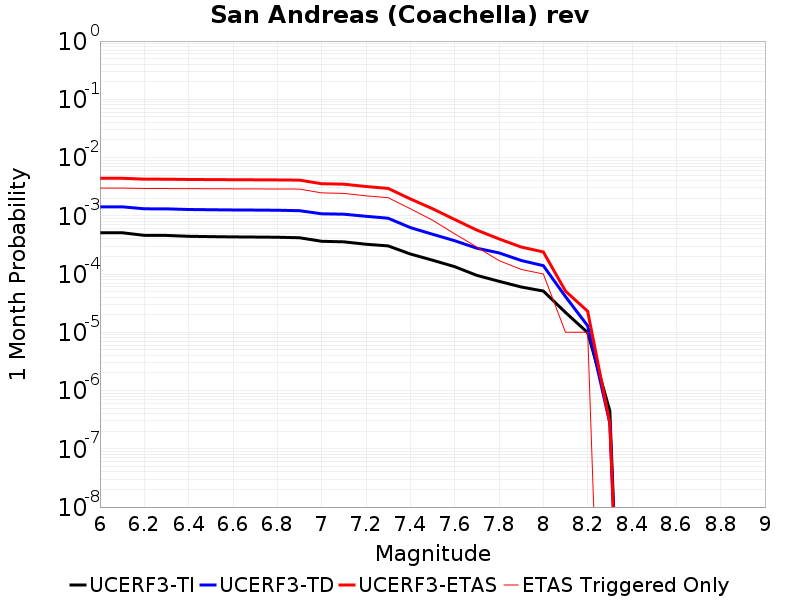 San Andreas (Coachella) rev
1 Month Probability
10^0
10^-1
10^-2
10^-3
10^-4
10^-5
10^-6
10^-7
10^-8
6 6.2 6.4 6.6 6.8 7 7.2 7.4 7.6 7.8 8 8.2 8.4 8.6 8.8 9
Magnitude
UCERF3-TI UCERF3-TD UCERF3-ETAS ETAS Triggered Only